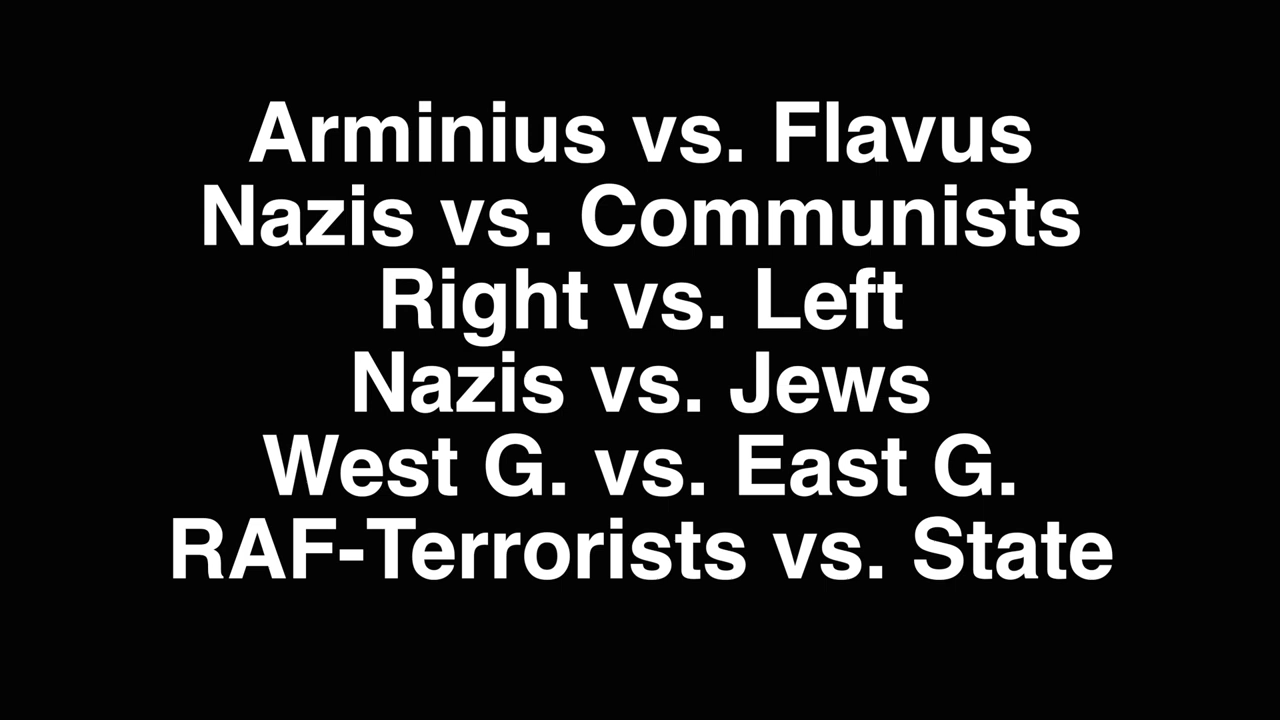 Arminius vs. Flavus
Nazis vs. Communists
Right vs. Left
Nazis vs. Jews
West G. vs. East G.
RAF-Terrorists vs. State